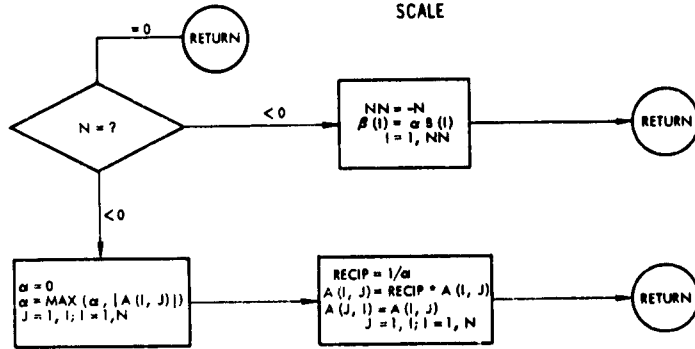 SCALE
= 0
RETURN
N = ?
< 0
NN = -N
β (I) = α B (I)
I = 1, NN
RETURN
< 0
α = 0
α = MAX (α, |A (I, J)|)
J = 1, I; I = 1, N
RECIP = 1/α
A (I, J) = RECIP * A (I, J)
A (J, I) = A (I, J)
J = 1, I; I = 1, N
RETURN